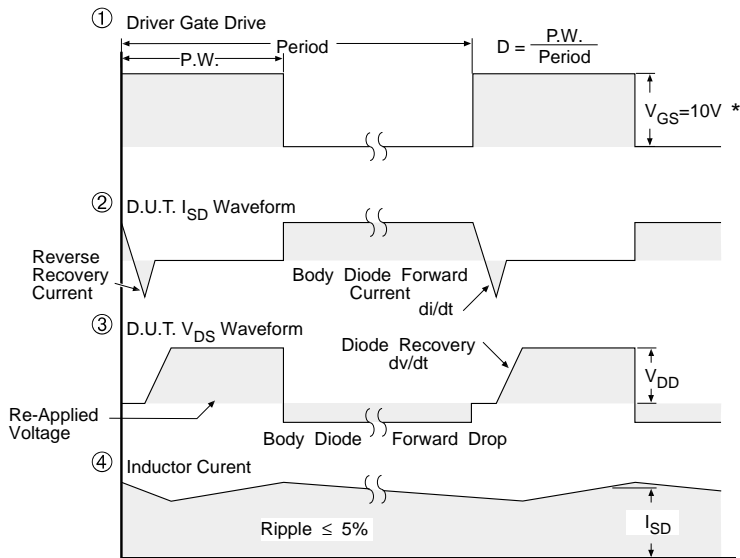 ① Driver Gate Drive
Period
P.W.
D = P.W. / Period
V_GS=10V *
② D.U.T. I_SD Waveform
Reverse
Recovery
Current
Body Diode Forward
Current
di/dt
③ D.U.T. V_DS Waveform
Diode Recovery
dv/dt
V_DD
Re-Applied
Voltage
Body Diode Forward Drop
④ Inductor Curent
Ripple ≤ 5%
I_SD